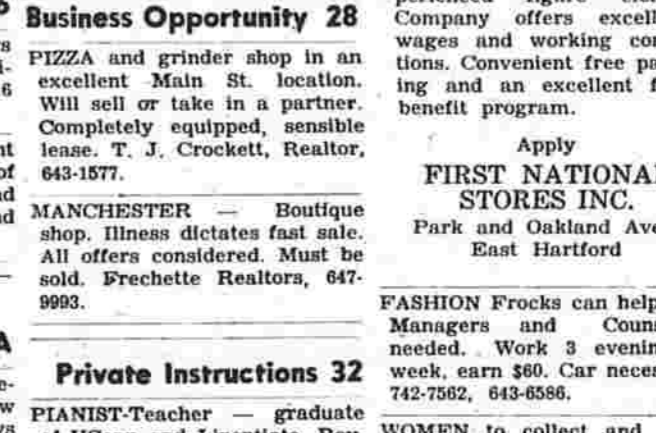 Business Opportunity 28
PIZZA and grinder shop in an
excellent Main St. location.
Will sell or take in a partner.
Completely equipped, sensible
lease. T. J. Crockett, Realtor,
643-1577.
MANCHESTER — Boutique
shop. Illness dictates fast sale.
All offers considered. Must be
sold. Frechette Realtors, 647-
9993.
Private Instructions 32
PIANIST-Teacher — graduate
Company offers
wages and working
tions. Convenient free
ing and an excellent
benefit program.
Apply
FIRST NATIONAL
STORES INC.
Park and Oakland
East Hartford
FASHION Frocks can help
Managers and
needed. Work 3
week, earn $60. Car
742-7562, 643-6586.
WOMEN to collect and